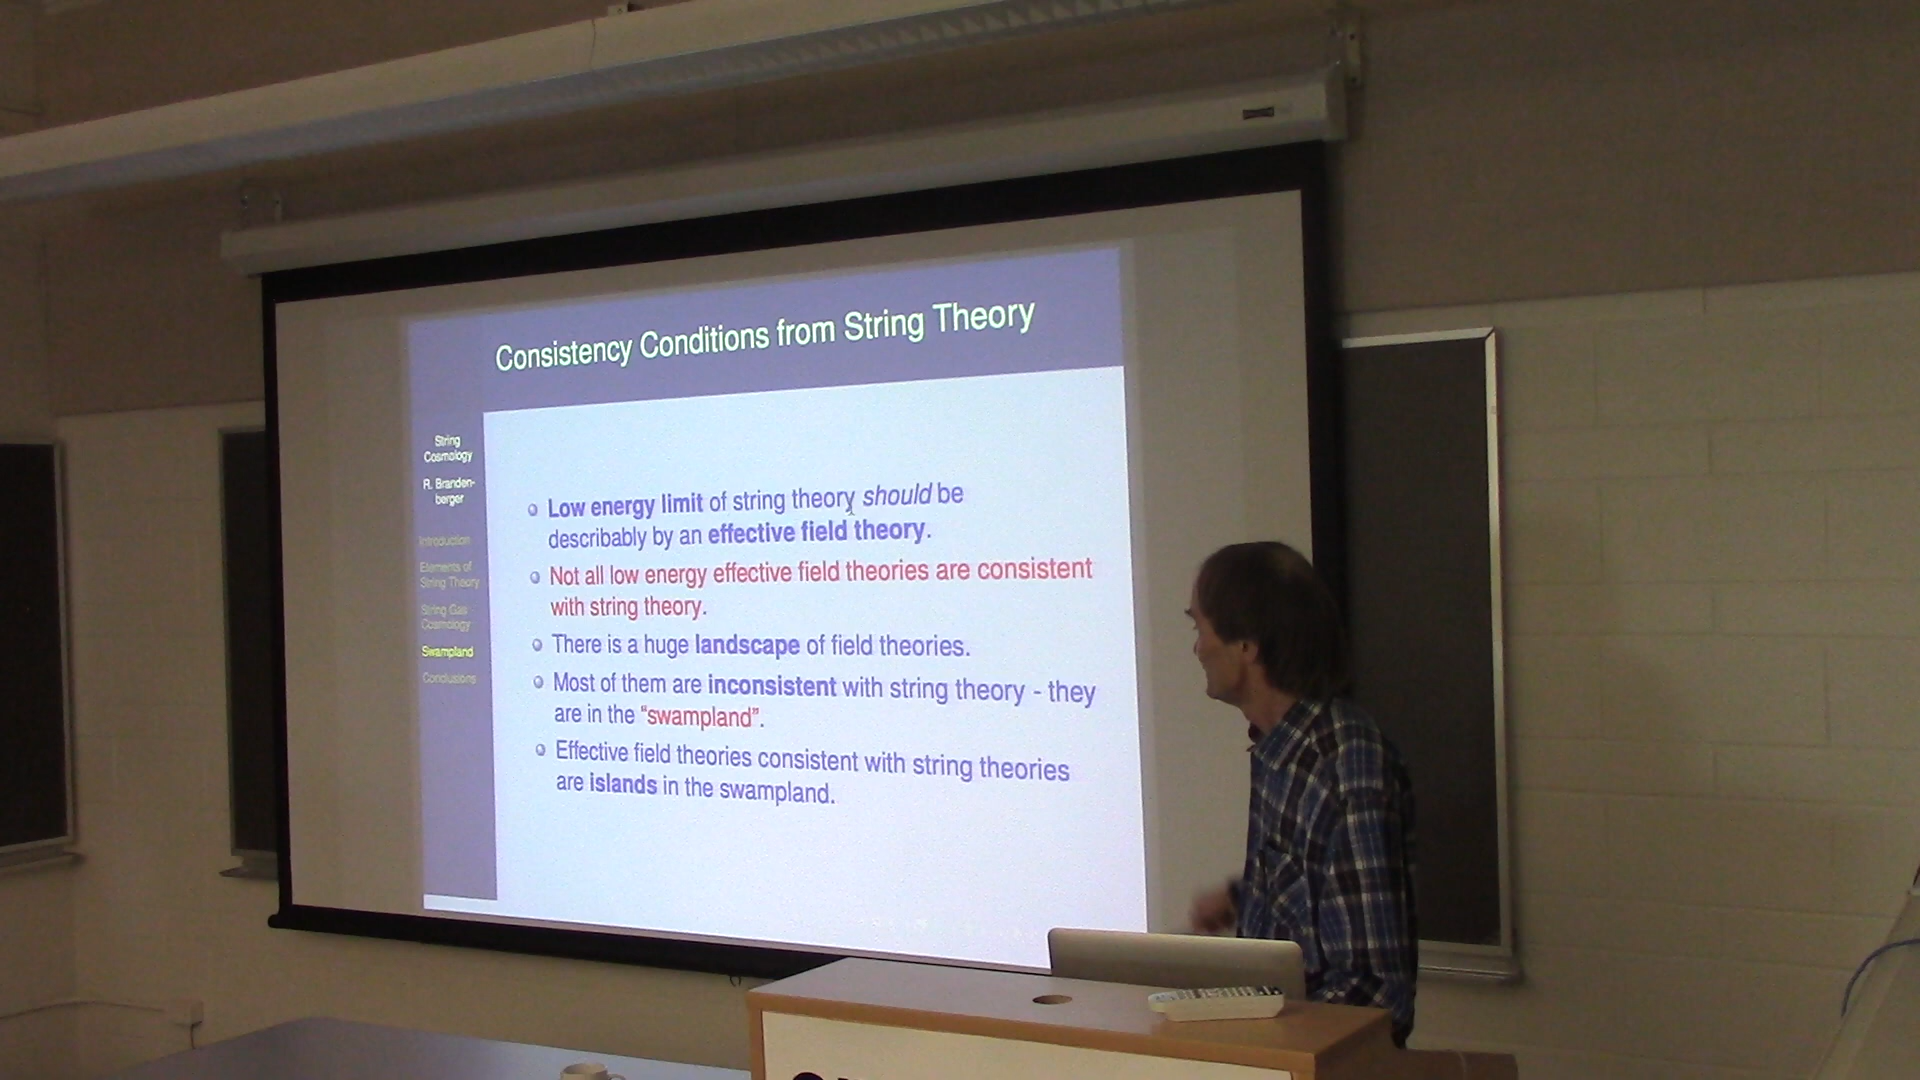 Consistency Conditions from String Theory
String
Cosmology
R. Branden-
berger
Introduction
Elements of
String Theory
String Gas
Cosmology
Swampland
Conclusions
Low energy limit of string theory should be
describably by an effective field theory.
Not all low energy effective field theories are consistent
with string theory.
There is a huge landscape of field theories.
Most of them are inconsistent with string theory - they
are in the “swampland”.
Effective field theories consistent with string theories
are islands in the swampland.